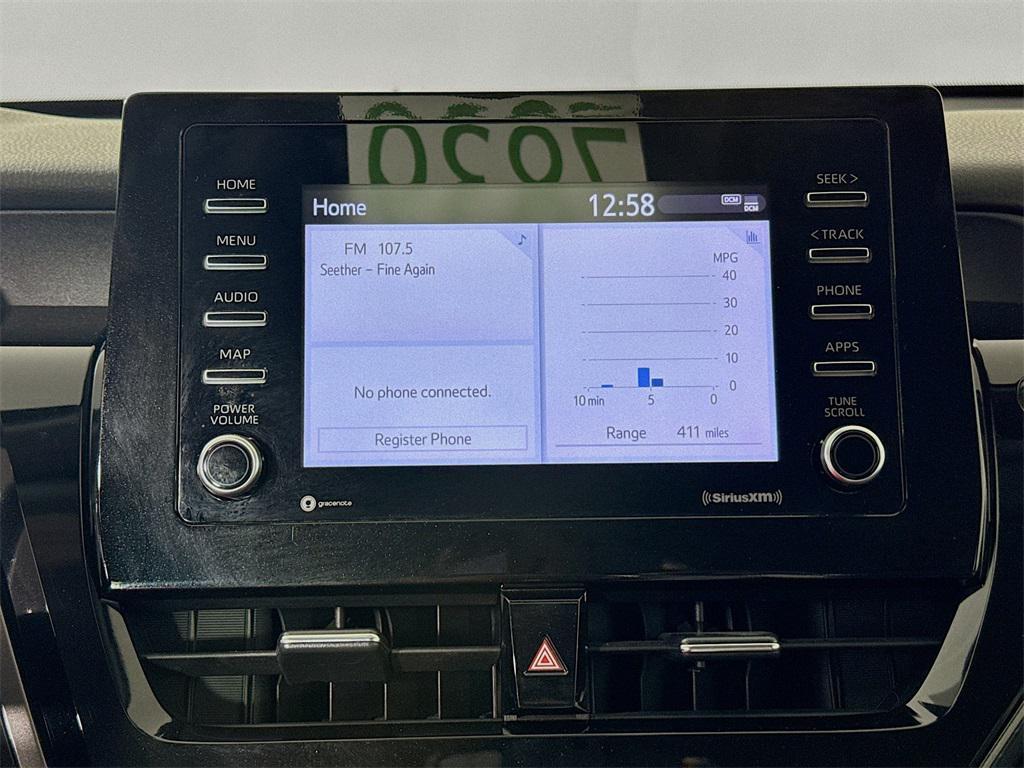 HOME
MENU
AUDIO
MAP
POWER
VOLUME
Home 12:58 DCM
DCM
FM 107.5
Seether – Fine Again
No phone connected.
Register Phone
MPG
40
30
20
10
0
10 min 5 0
Range 411 miles
SEEK >
< TRACK
PHONE
APPS
TUNE
SCROLL
gracenote
((SiriusXM))